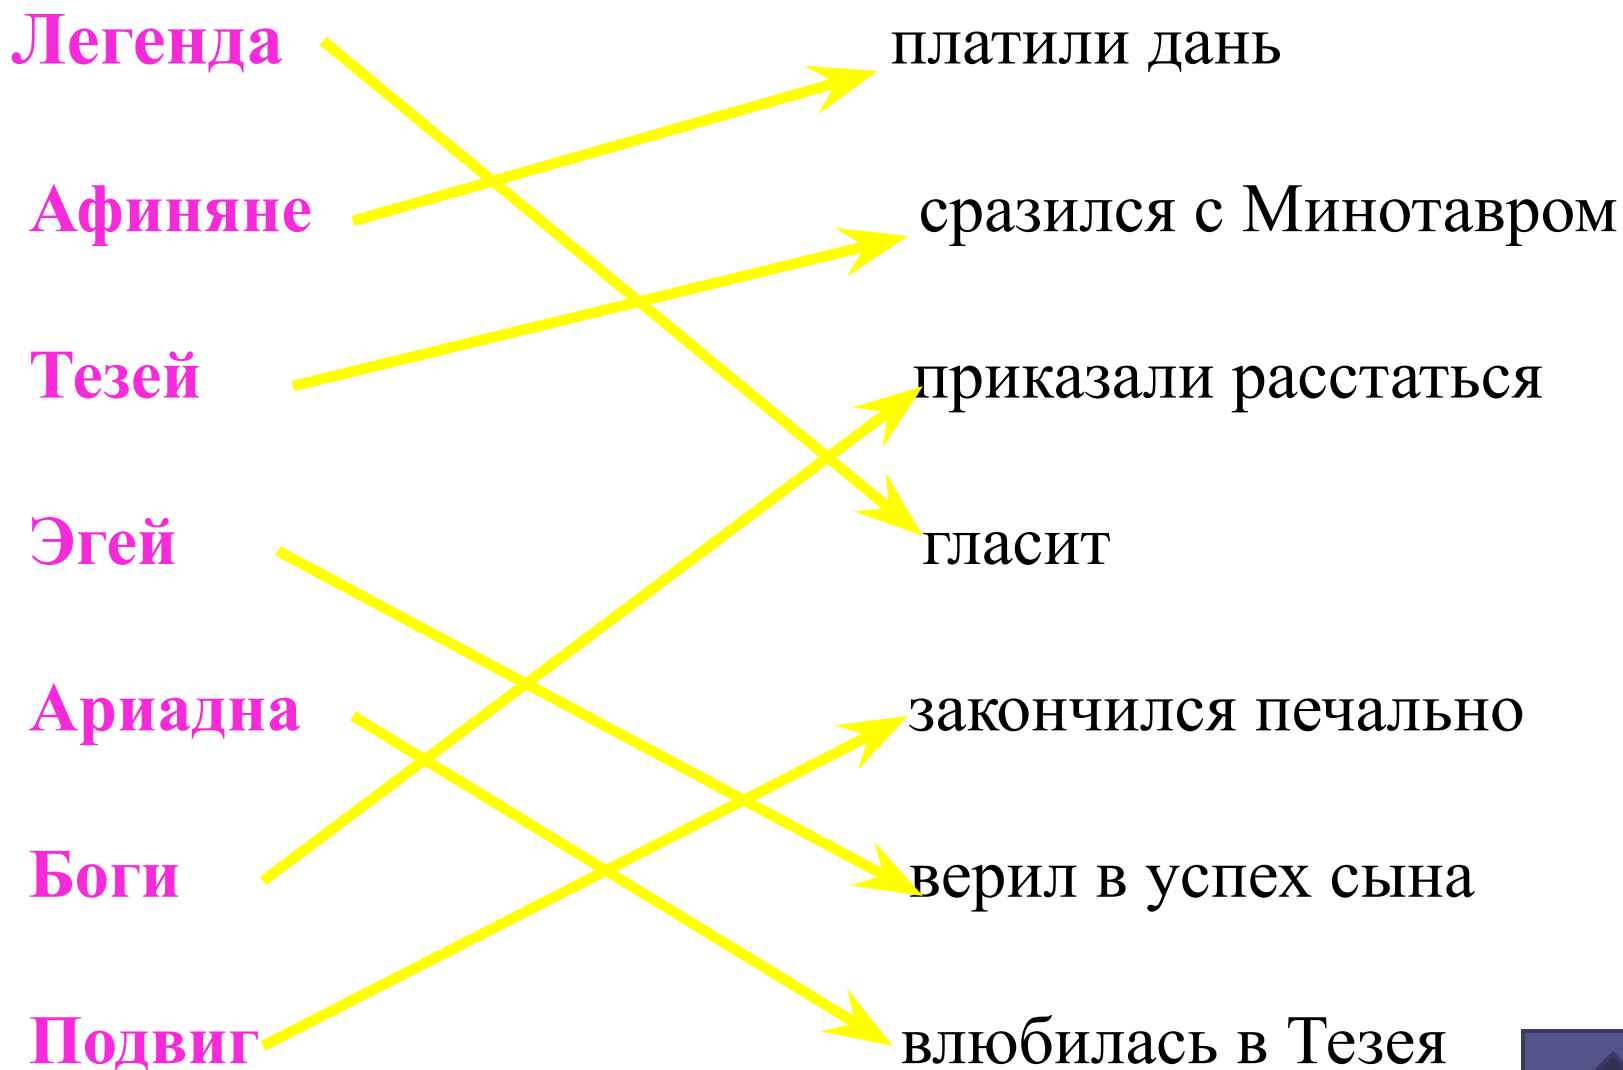 Легенда платили дань
Афиняне сразился с Минотавром
Тезей приказали расстаться
Эгей гласит
Ариадна закончился печально
Боги верил в успех сына
Подвиг влюбилась в Тезея